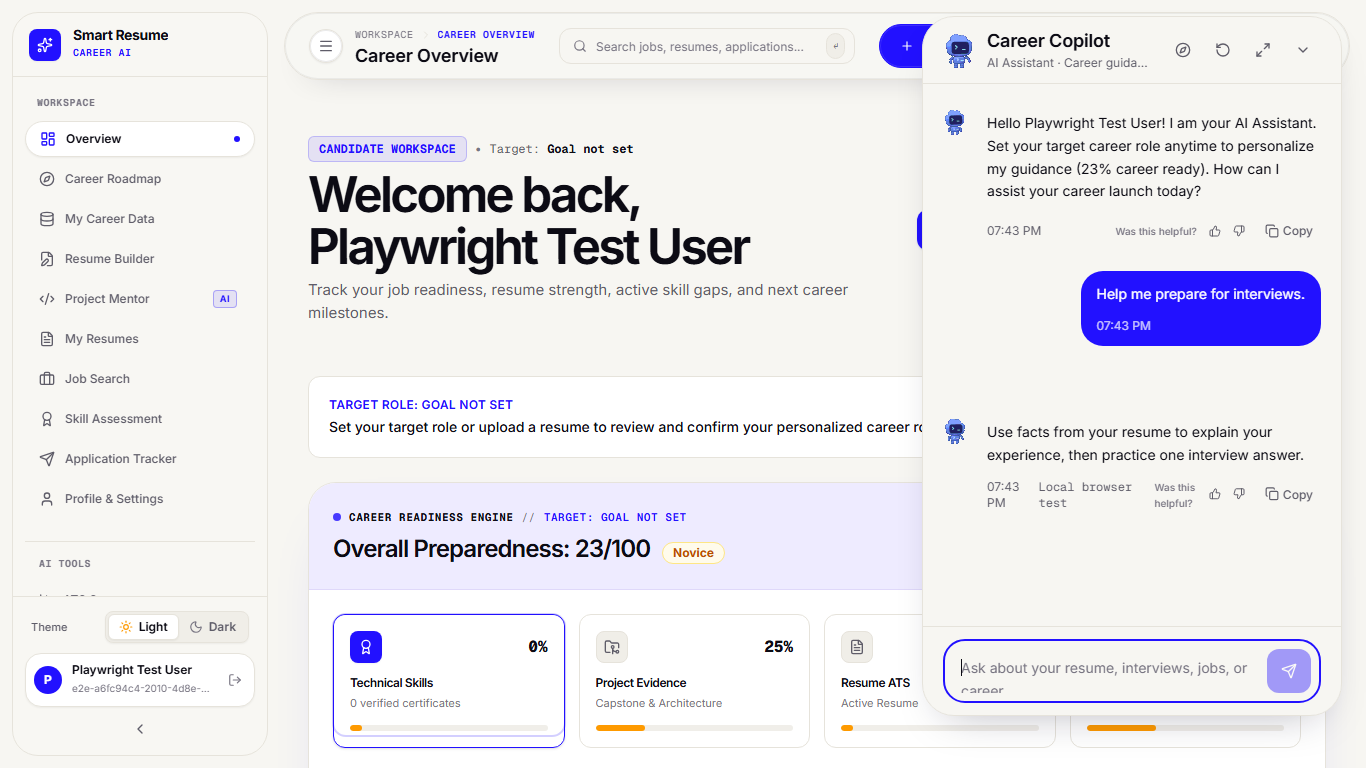 Smart Resume
CAREER AI
WORKSPACE
Overview
Career Roadmap
My Career Data
Resume Builder
Project Mentor AI
My Resumes
Job Search
Skill Assessment
Application Tracker
Profile & Settings
AI TOOLS
Theme Light Dark
P Playwright Test User
e2e-a6fc94c4-2010-4d8e-...
WORKSPACE CAREER OVERVIEW
Career Overview
Search jobs, resumes, applications...
CANDIDATE WORKSPACE • Target: Goal not set
Welcome back,
Playwright Test User
Track your job readiness, resume strength, active skill gaps, and next career
milestones.
TARGET ROLE: GOAL NOT SET
Set your target role or upload a resume to review and confirm your personalized career
CAREER READINESS ENGINE // TARGET: GOAL NOT SET
Overall Preparedness: 23/100 Novice
0%
Technical Skills
0 verified certificates
25%
Project Evidence
Capstone & Architecture
Resume ATS
Active Resume
Career Copilot
AI Assistant · Career guida...
Hello Playwright Test User! I am your AI Assistant.
Set your target career role anytime to personalize
my guidance (23% career ready). How can I
assist your career launch today?
07:43 PM Was this helpful? Copy
Help me prepare for interviews.
07:43 PM
Use facts from your resume to explain your
experience, then practice one interview answer.
07:43 Local browser Was this
PM test helpful? Copy
Ask about your resume, interviews, jobs, or
career